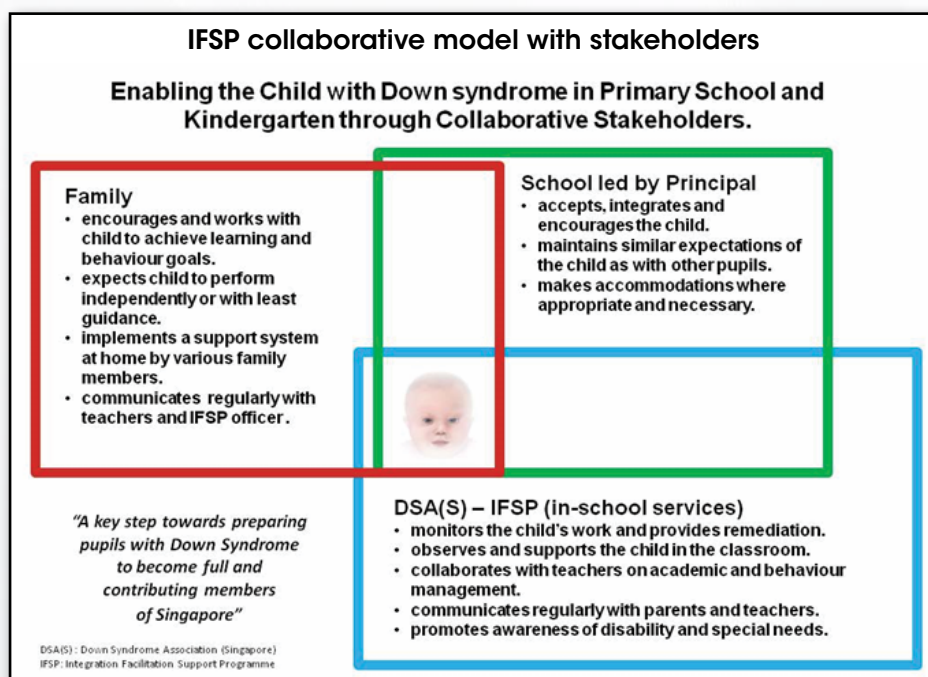 IFSP collaborative model with stakeholders
Enabling the Child with Down syndrome in Primary School and
Kindergarten through Collaborative Stakeholders.
Family
• encourages and works with
child to achieve learning and
behaviour goals.
• expects child to perform
independently or with least
guidance.
• implements a support system
at home by various family
members.
• communicates regularly with
teachers and IFSP officer.
School led by Principal
• accepts, integrates and
encourages the child.
• maintains similar expectations of
the child as with other pupils.
• makes accommodations where
appropriate and necessary.
DSA(S) – IFSP (in-school services)
• monitors the child's work and provides remediation.
• observes and supports the child in the classroom.
• collaborates with teachers on academic and behaviour
management.
• communicates regularly with parents and teachers.
• promotes awareness of disability and special needs.
"A key step towards preparing
pupils with Down Syndrome
to become full and
contributing members
of Singapore"
DSA(S) : Down Syndrome Association (Singapore)
IFSP: Integration Facilitation Support Programme